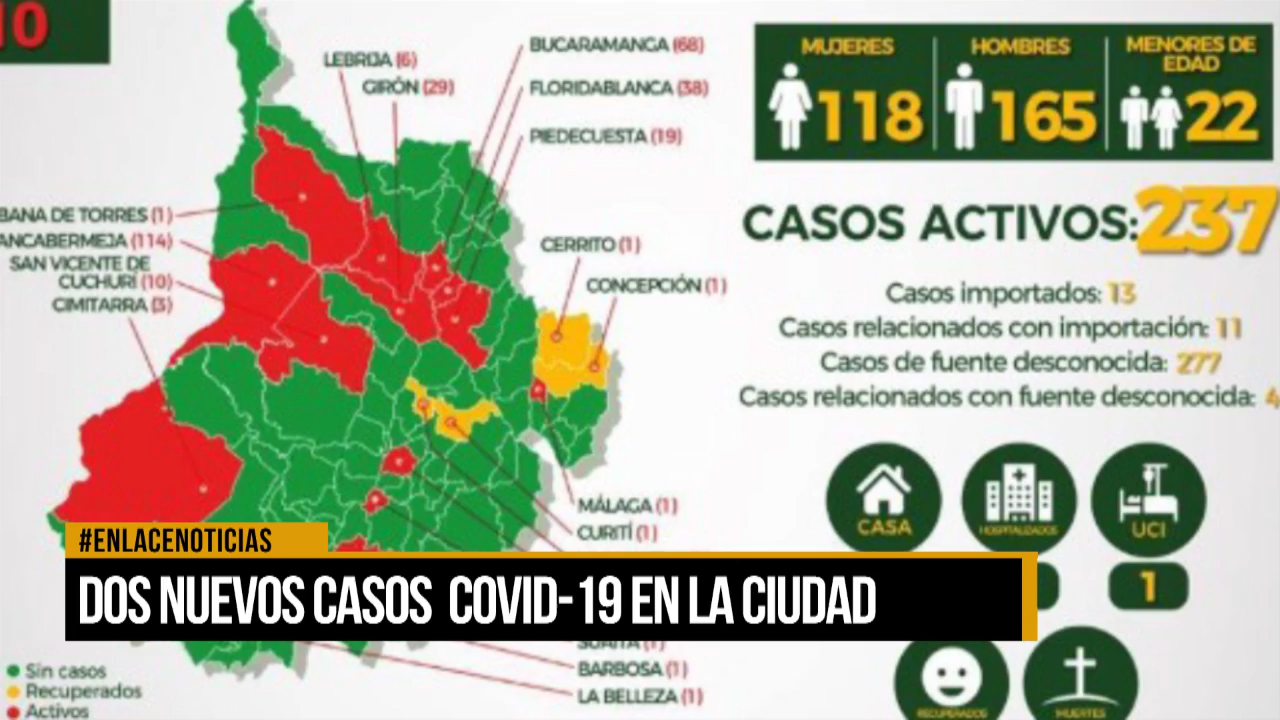 10
LEBRIJA (6)
GIRÓN (29)
BUCARAMANGA (68)
FLORIDABLANCA (38)
PIEDECUESTA (19)
BANA DE TORRES (1)
ANCABERMEJA (114)
SAN VICENTE DE
CUCHURÍ (10)
CIMITARRA (3)
CERRITO (1)
CONCEPCIÓN (1)
MÁLAGA (1)
CURITÍ (1)
BARBOSA (1)
LA BELLEZA (1)
Sin casos
Recuperados
Activos
MUJERES
118
HOMBRES
165
MENORES DE
EDAD
22
CASOS ACTIVOS: 237
Casos importados: 13
Casos relacionados con importación: 11
Casos de fuente desconocida: 277
Casos relacionados con fuente desconocida: 4
CASA
HOSPITALIZADOS
UCI
1
RECUPERADOS
MUERTES
#ENLACENOTICIAS
DOS NUEVOS CASOS COVID-19 EN LA CIUDAD